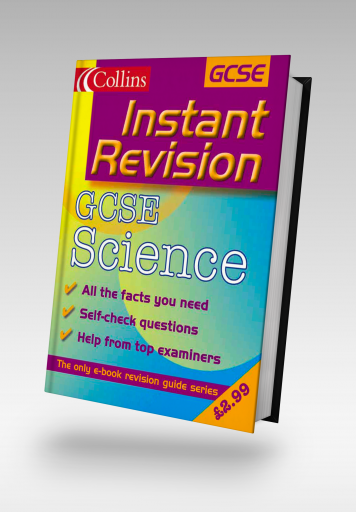 Collins
GCSE
Instant
Revision
GCSE
Science
All the facts you need
Self-check questions
Help from top examiners
The only e-book revision guide series
£2.99